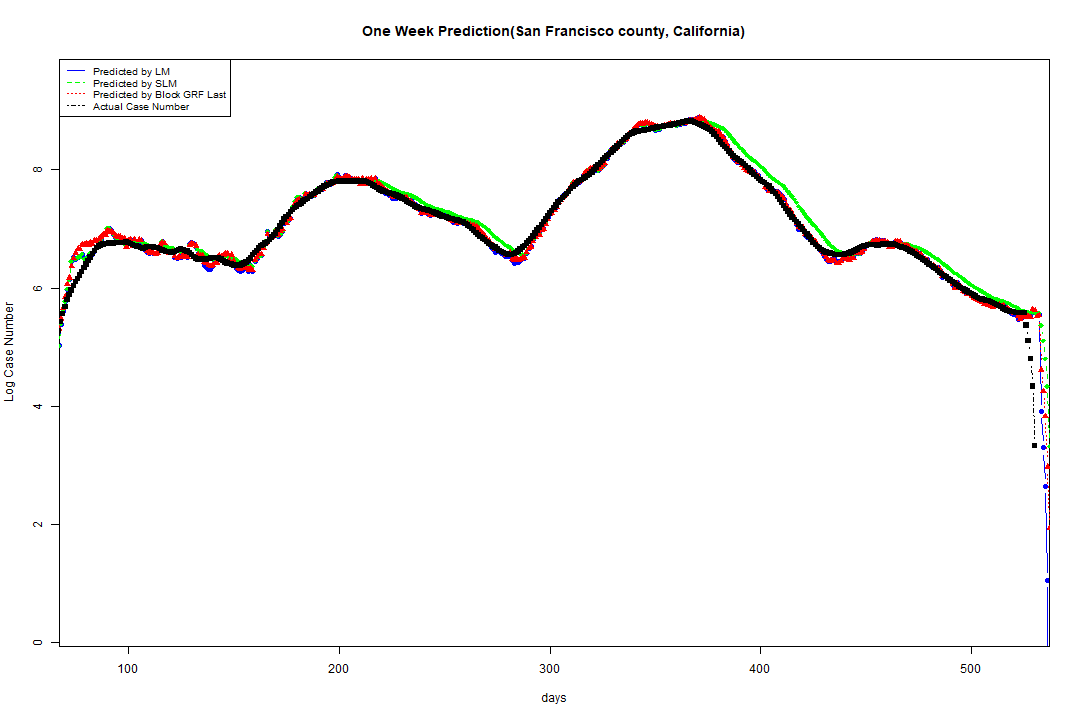 One Week Prediction(San Francisco county, California)
Predicted by LM
Predicted by SLM
Predicted by Block GRF Last
Actual Case Number
Log Case Number
8
6
4
2
0
100 200 300 400 500
days